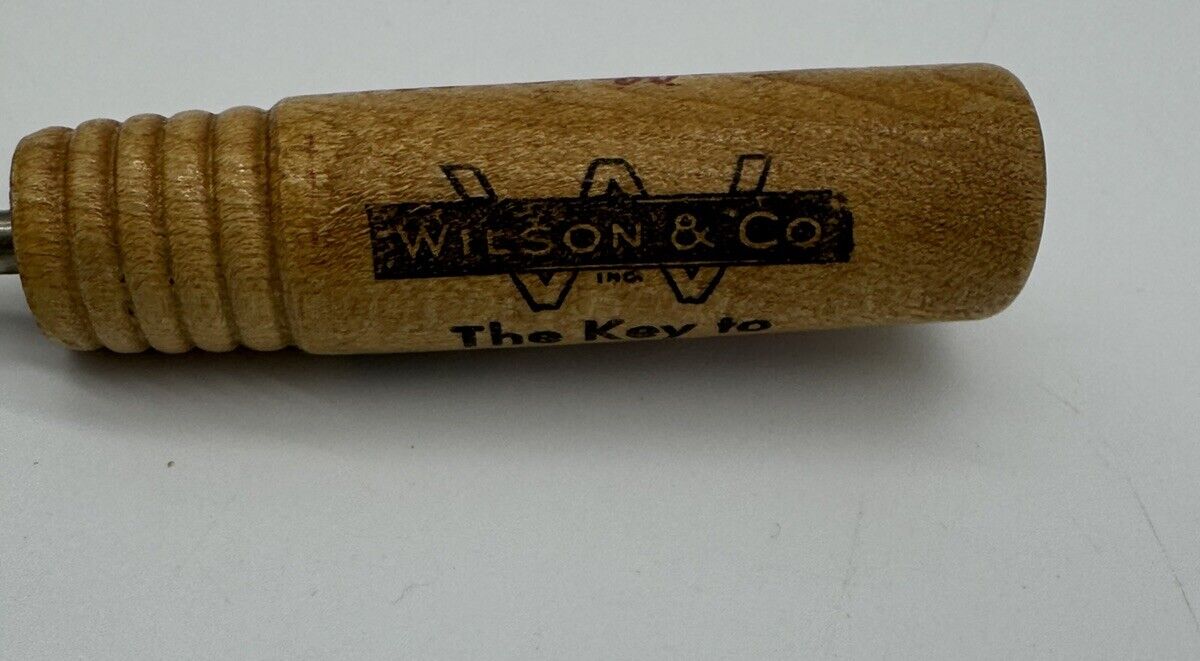 W
WILSON & CO
INC.
The Key to